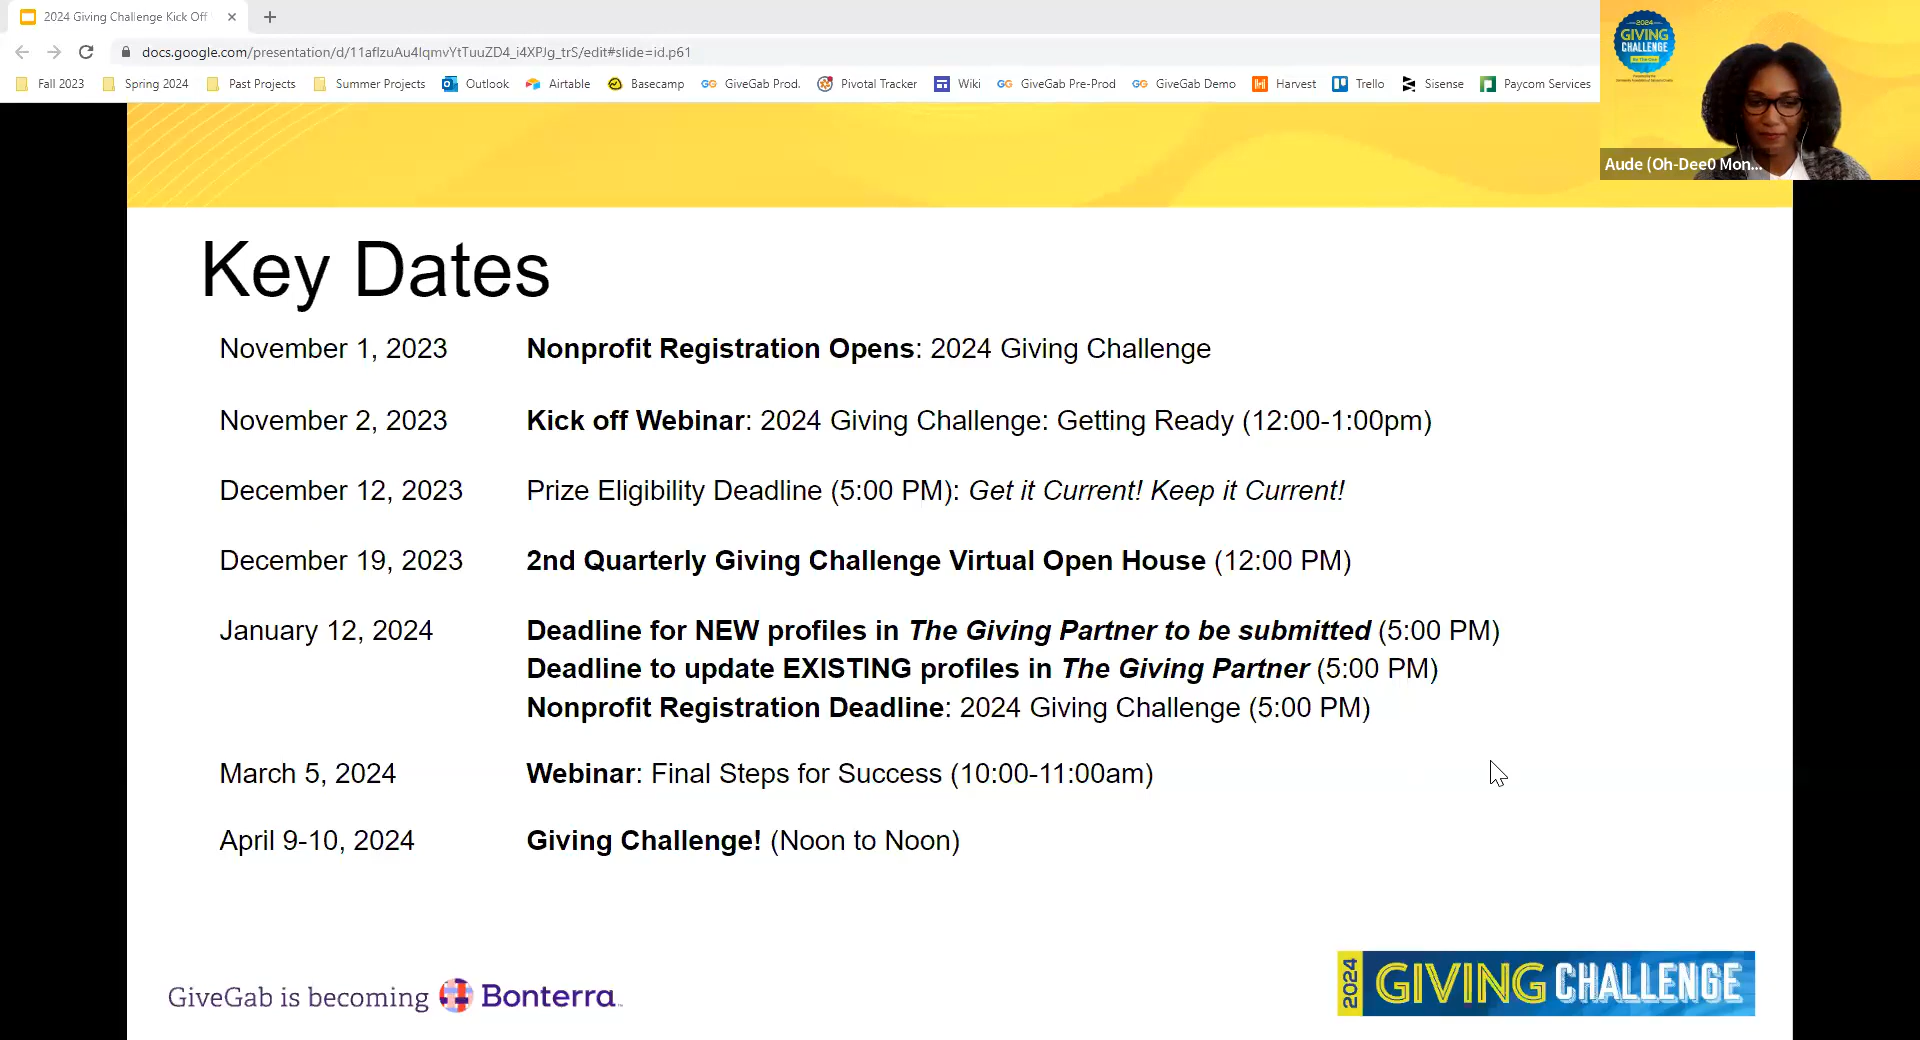 2024 Giving Challenge Kick Off
docs.google.com/presentation/d/11aflzuAu4lqmvYtTuuZD4_i4XPJg_trS/edit#slide=id.p61
Fall 2023 Spring 2024 Past Projects Summer Projects Outlook Airtable Basecamp GiveGab Prod. Pivotal Tracker Wiki GiveGab Pre-Prod GiveGab Demo Harvest Trello Sisense Paycom Services
2024
GIVING
CHALLENGE
Aude (Oh-Dee0 Mon...
Key Dates
November 1, 2023 Nonprofit Registration Opens: 2024 Giving Challenge
November 2, 2023 Kick off Webinar: 2024 Giving Challenge: Getting Ready (12:00-1:00pm)
December 12, 2023 Prize Eligibility Deadline (5:00 PM): Get it Current! Keep it Current!
December 19, 2023 2nd Quarterly Giving Challenge Virtual Open House (12:00 PM)
January 12, 2024 Deadline for NEW profiles in The Giving Partner to be submitted (5:00 PM)
Deadline to update EXISTING profiles in The Giving Partner (5:00 PM)
Nonprofit Registration Deadline: 2024 Giving Challenge (5:00 PM)
March 5, 2024 Webinar: Final Steps for Success (10:00-11:00am)
April 9-10, 2024 Giving Challenge! (Noon to Noon)
GiveGab is becoming Bonterra
2024 GIVING CHALLENGE